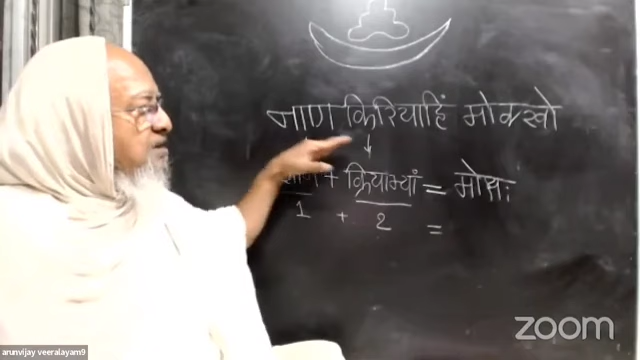 नाण किरियाहिं मोक्खो
↓
ज्ञान + क्रियाभ्यां = मोक्षः
1 + 2 =
zoom
arunvijay veeralayam9